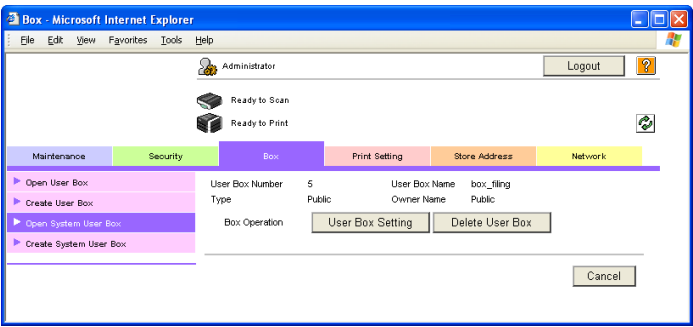 Box - Microsoft Internet Explorer
File Edit View Favorites Tools Help
Administrator
Logout
?
Ready to Scan
Ready to Print
Maintenance Security Box Print Setting Store Address Network
Open User Box
Create User Box
Open System User Box
Create System User Box
User Box Number 5 User Box Name box_filing
Type Public Owner Name Public
Box Operation User Box Setting Delete User Box
Cancel